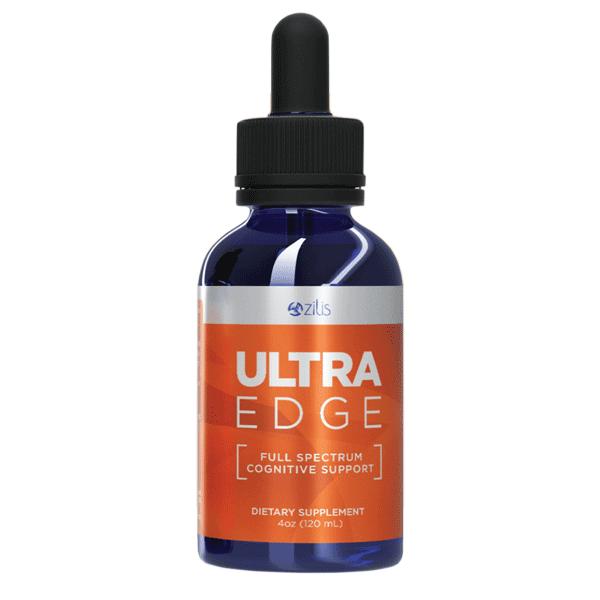 zilis
ULTRA
EDGE
FULL SPECTRUM
COGNITIVE SUPPORT
DIETARY SUPPLEMENT
4oz (120 mL)